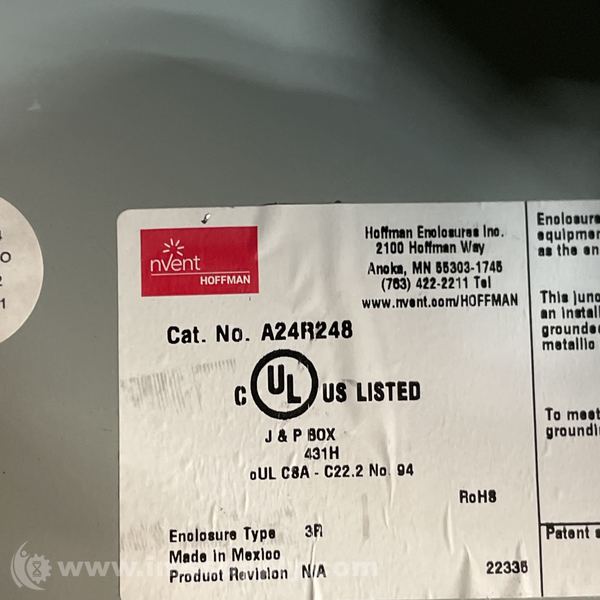 nVent
HOFFMAN
Hoffman Enclosures Inc.
2100 Hoffman Way
Anoka, MN 55303-1745
(763) 422-2211 Tel
www.nvent.com/HOFFMAN
Cat. No. A24R248
C UL US LISTED
J & P BOX
431H
cUL CSA - C22.2 No. 94
RoHS
Enclosure Type 3R
Made in Mexico
Product Revision N/A
22335
Enclosure
equipmen
as the en
This junc
an install
grounded
metallic
To meet
groundi
Patent